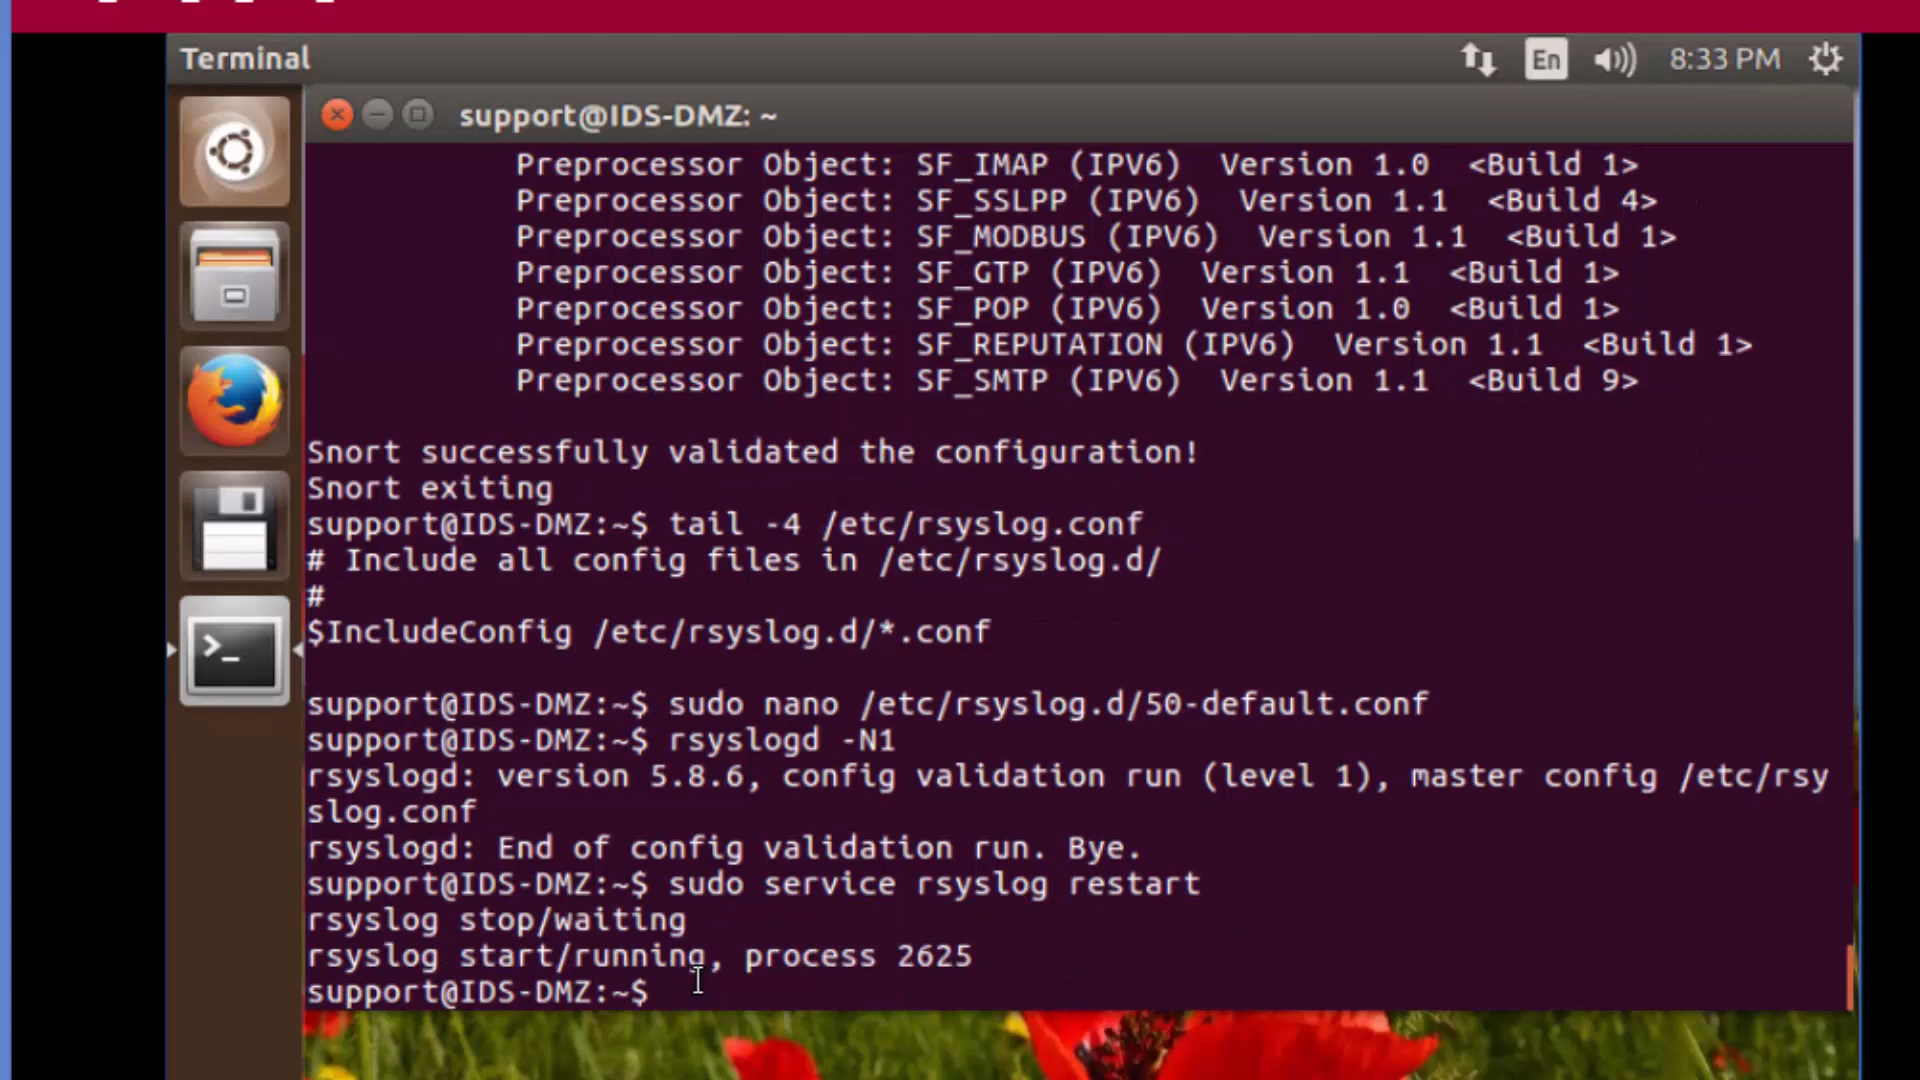 Terminal
En
8:33 PM
support@IDS-DMZ: ~
Preprocessor Object: SF_IMAP (IPV6)  Version 1.0  <Build 1>
Preprocessor Object: SF_SSLPP (IPV6)  Version 1.1  <Build 4>
Preprocessor Object: SF_MODBUS (IPV6)  Version 1.1  <Build 1>
Preprocessor Object: SF_GTP (IPV6)  Version 1.1  <Build 1>
Preprocessor Object: SF_POP (IPV6)  Version 1.0  <Build 1>
Preprocessor Object: SF_REPUTATION (IPV6)  Version 1.1  <Build 1>
Preprocessor Object: SF_SMTP (IPV6)  Version 1.1  <Build 9>
Snort successfully validated the configuration!
Snort exiting
support@IDS-DMZ:~$ tail -4 /etc/rsyslog.conf
# Include all config files in /etc/rsyslog.d/
#
$IncludeConfig /etc/rsyslog.d/*.conf
support@IDS-DMZ:~$ sudo nano /etc/rsyslog.d/50-default.conf
support@IDS-DMZ:~$ rsyslogd -N1
rsyslogd: version 5.8.6, config validation run (level 1), master config /etc/rsy
slog.conf
rsyslogd: End of config validation run. Bye.
support@IDS-DMZ:~$ sudo service rsyslog restart
rsyslog stop/waiting
rsyslog start/running, process 2625
support@IDS-DMZ:~$